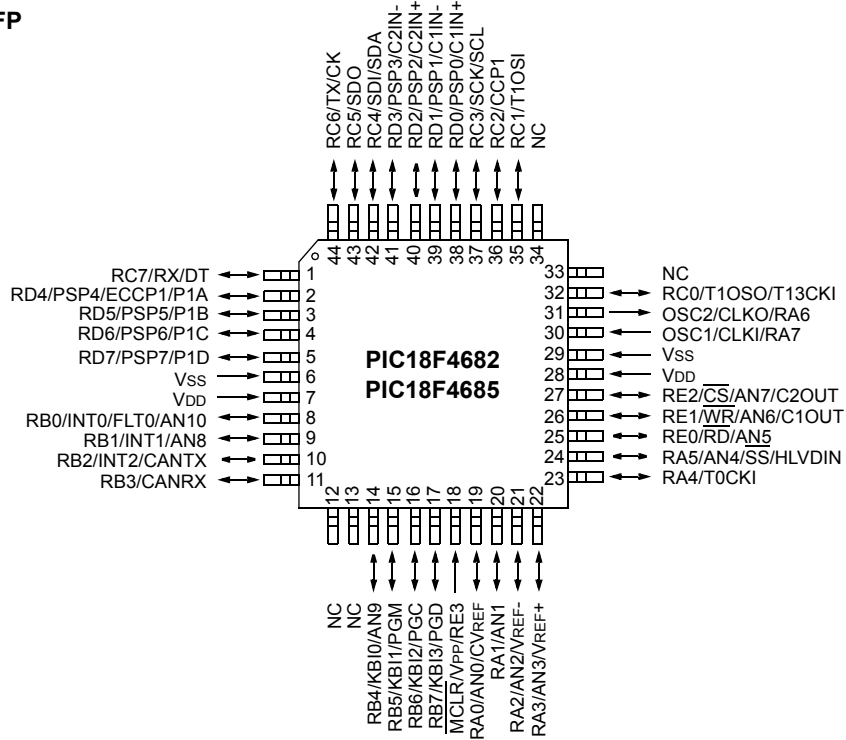 FP
RC6/TX/CK
RC5/SDO
RC4/SDI/SDA
RD3/PSP3/C2IN-
RD2/PSP2/C2IN+
RD1/PSP1/C1IN-
RD0/PSP0/C1IN+
RC3/SCK/SCL
RC2/CCP1
RC1/T1OSI
NC
44
43
42
41
40
39
38
37
36
35
34
RC7/RX/DT 1
RD4/PSP4/ECCP1/P1A 2
RD5/PSP5/P1B 3
RD6/PSP6/P1C 4
RD7/PSP7/P1D 5
VSS 6
VDD 7
RB0/INT0/FLT0/AN10 8
RB1/INT1/AN8 9
RB2/INT2/CANTX 10
RB3/CANRX 11
PIC18F4682
PIC18F4685
33 NC
32 RC0/T1OSO/T13CKI
31 OSC2/CLKO/RA6
30 OSC1/CLKI/RA7
29 VSS
28 VDD
27 RE2/CS/AN7/C2OUT
26 RE1/WR/AN6/C1OUT
25 RE0/RD/AN5
24 RA5/AN4/SS/HLVDIN
23 RA4/T0CKI
12
13
14
15
16
17
18
19
20
21
22
NC
NC
RB4/KBI0/AN9
RB5/KBI1/PGM
RB6/KBI2/PGC
RB7/KBI3/PGD
MCLR/VPP/RE3
RA0/AN0/CVREF
RA1/AN1
RA2/AN2/VREF-
RA3/AN3/VREF+